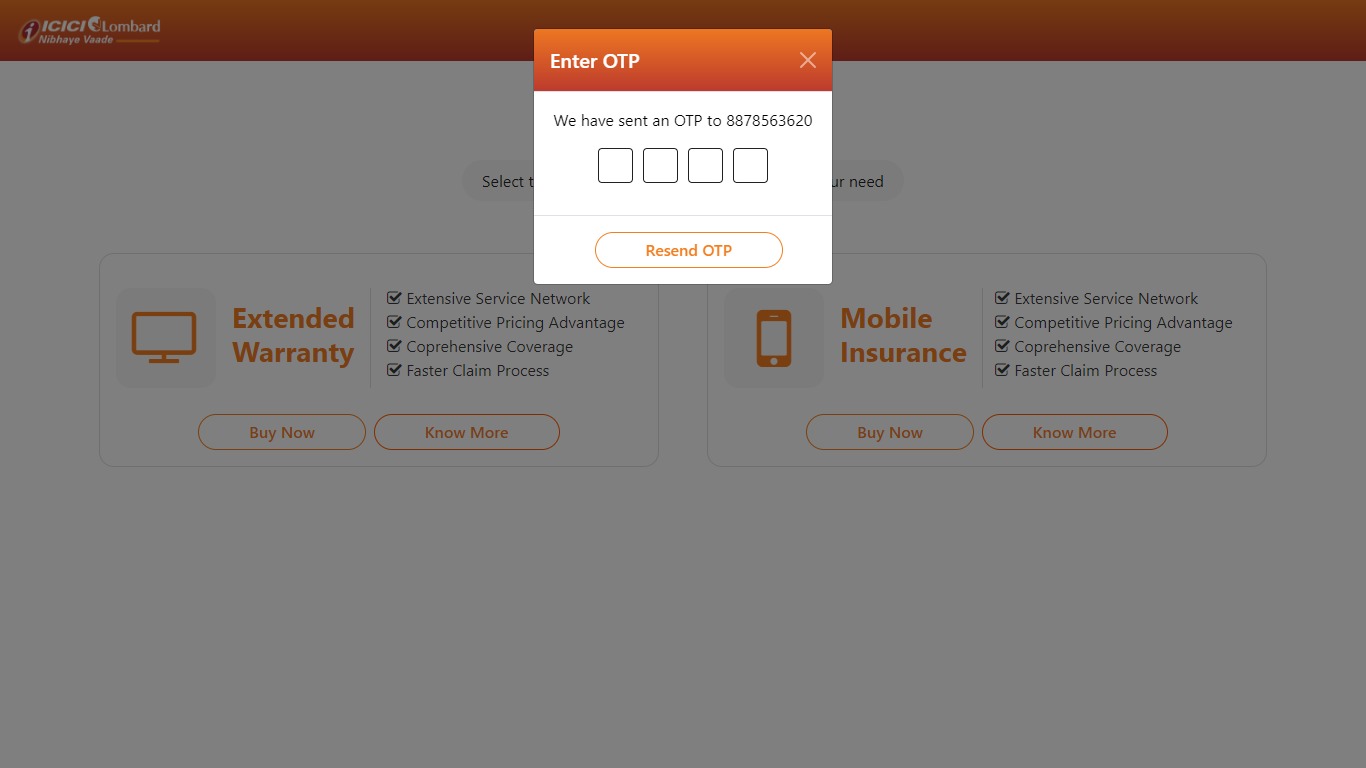 ICICI Lombard
Nibhaye Vaade
Enter OTP
We have sent an OTP to 8878563620
Select
need
Resend OTP
Extended
Warranty
Extensive Service Network
Competitive Pricing Advantage
Coprehensive Coverage
Faster Claim Process
Buy Now
Know More
Mobile
Insurance
Extensive Service Network
Competitive Pricing Advantage
Coprehensive Coverage
Faster Claim Process
Buy Now
Know More